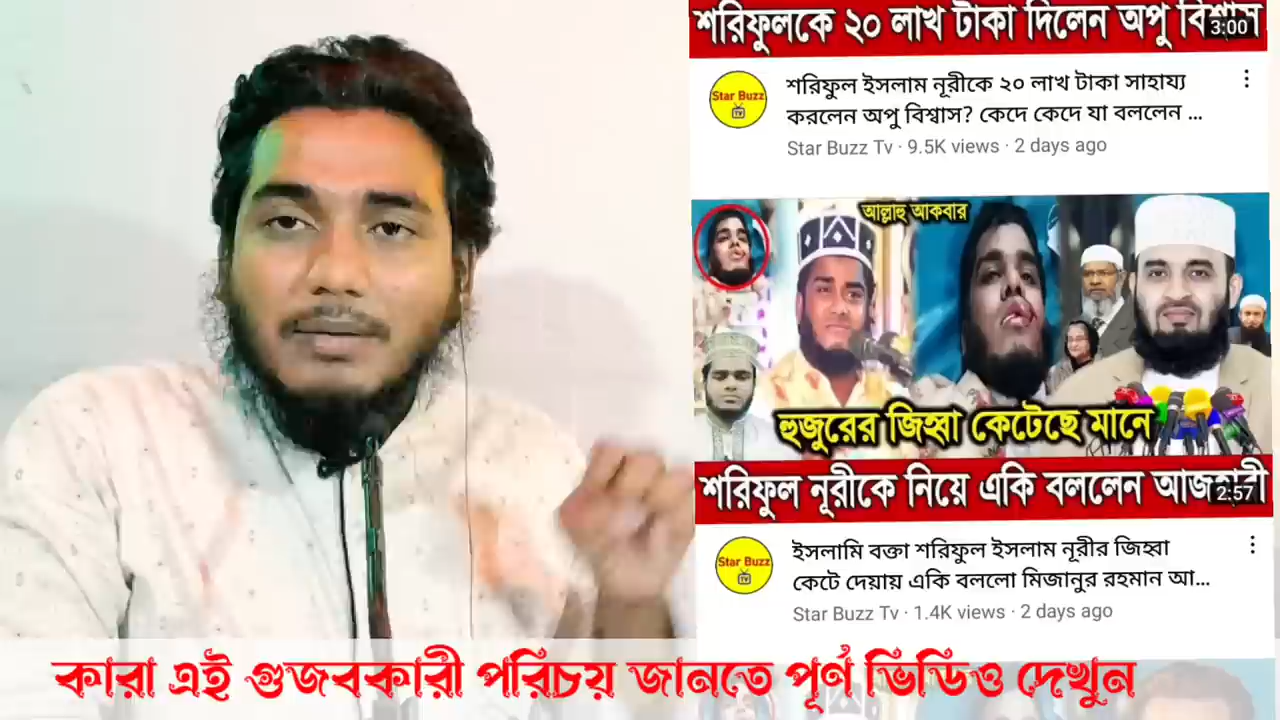 শরিফুলকে ২০ লাখ টাকা দিলেন অপু বিশ্বাস
3:00
Star Buzz
TV
শরিফুল ইসলাম নূরীকে ২০ লাখ টাকা সাহায্য
করলেন অপু বিশ্বাস? কেদে কেদে যা বললেন ...
Star Buzz Tv · 9.5K views · 2 days ago
আল্লাহু আকবার
হুজুরের জিহ্বা কেটেছে মানে
শরিফুল নূরীকে নিয়ে একি বললেন
2:57
Star Buzz
TV
ইসলামি বক্তা শরিফুল ইসলাম নূরীর জিহ্বা
কেটে দেয়ায় একি বললো মিজানুর রহমান আ...
Star Buzz Tv · 1.4K views · 2 days ago
কারা এই গুজবকারী পরিচয় জানতে পূর্ণ ভিডিও দেখুন